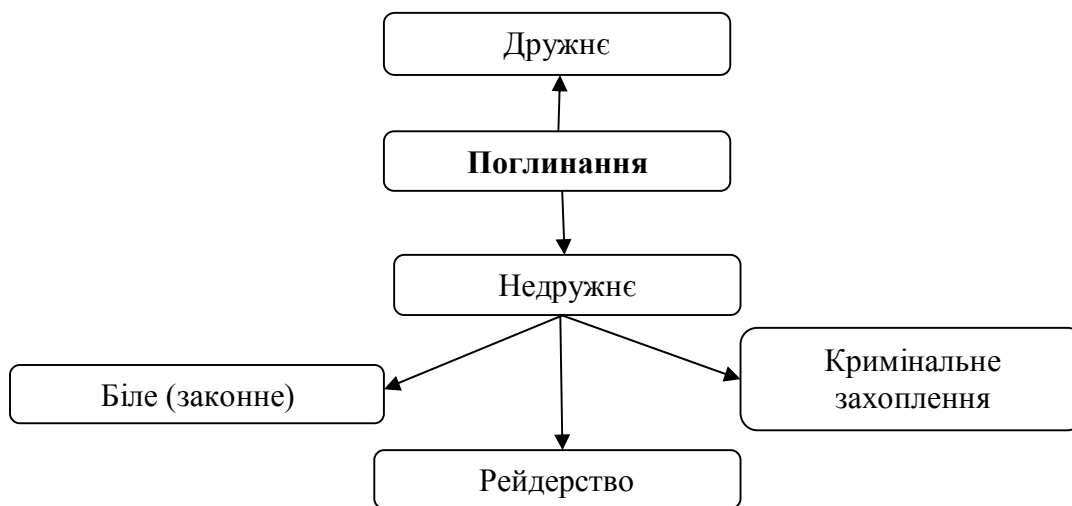 Дружнє
Поглинання
Недружнє
Біле (законне)
Кримінальне
захоплення
Рейдерство